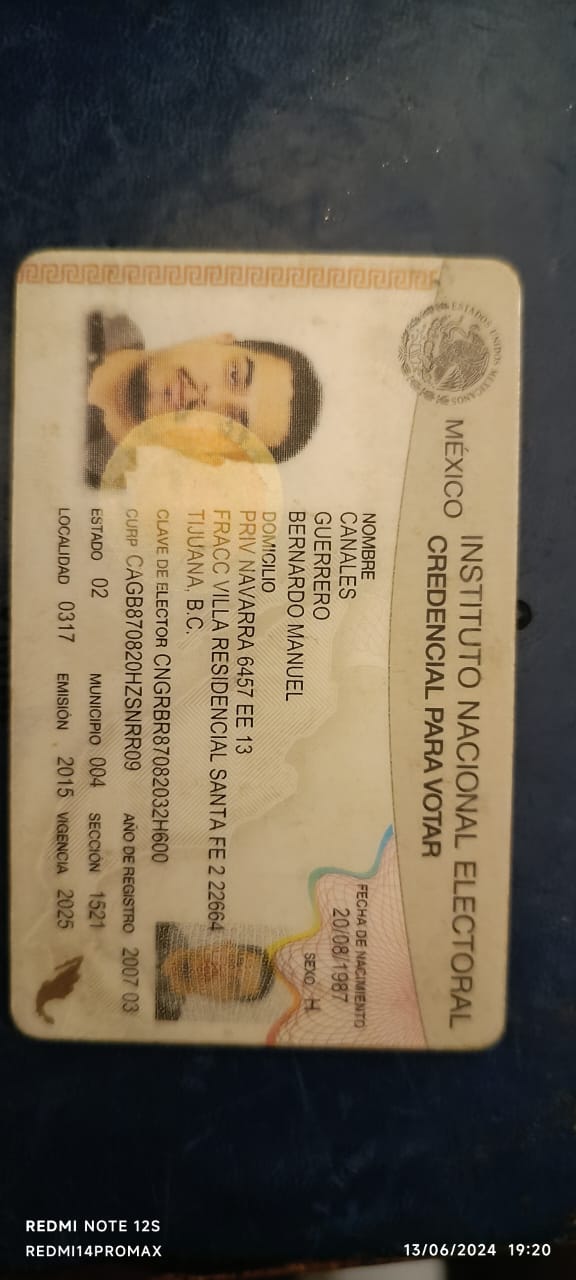 ESTADOS UNIDOS MEXICANOS
MÉXICO INSTITUTO NACIONAL ELECTORAL
CREDENCIAL PARA VOTAR
NOMBRE
CANALES
GUERRERO
BERNARDO MANUEL
FECHA DE NACIMIENTO
20/08/1987
SEXO H
DOMICILIO
PRIV NAVARRA 6457 EE 13
FRACC VILLA RESIDENCIAL SANTA FE 2 22664
TIJUANA, B.C.
CLAVE DE ELECTOR CNGRBR87082032H600
CURP CAGB870820HZSNRR09 AÑO DE REGISTRO 2007 03
ESTADO 02 MUNICIPIO 004 SECCIÓN 1521
LOCALIDAD 0317 EMISIÓN 2015 VIGENCIA 2025
REDMI NOTE 12S
REDMI14PROMAX
13/06/2024 19:20